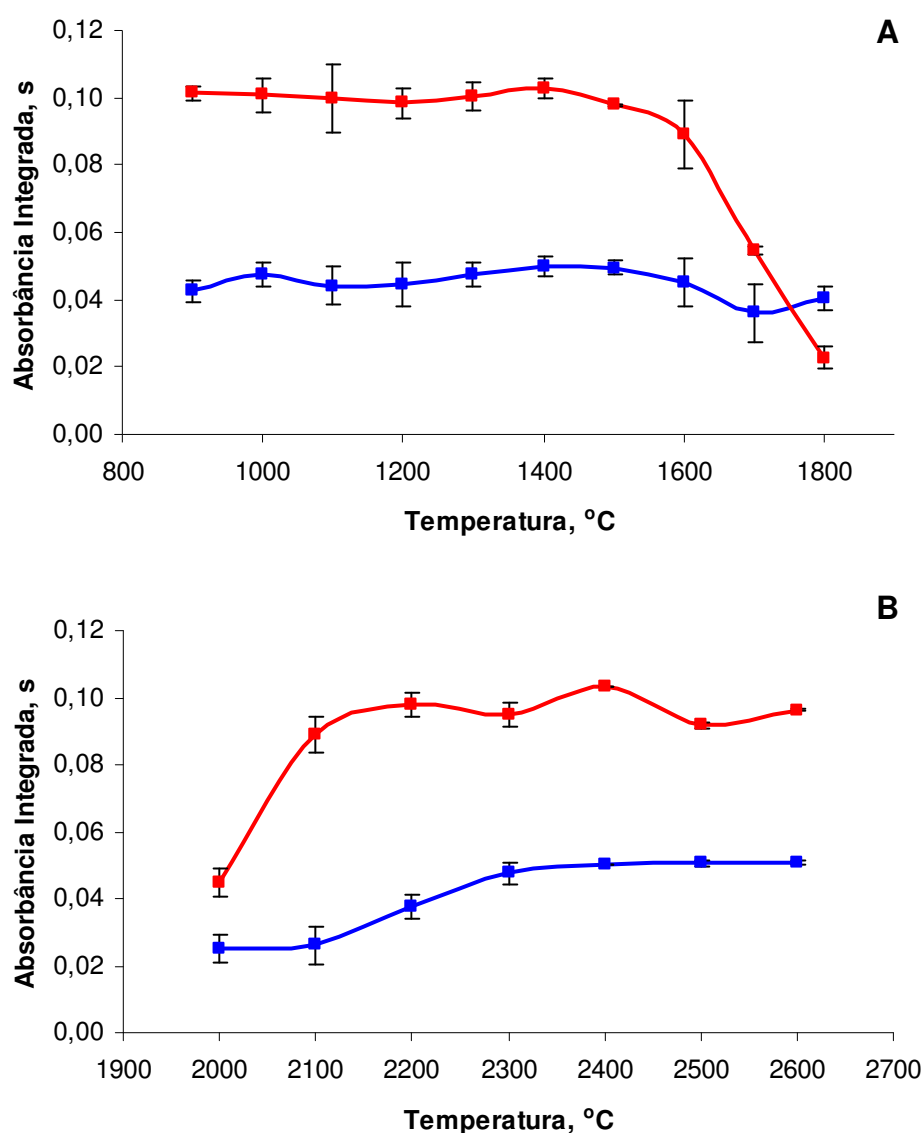 A
0,12
0,10
0,08
0,06
0,04
0,02
0,00
Absorbância Integrada, s
800 1000 1200 1400 1600 1800
Temperatura, ºC
B
0,12
0,10
0,08
0,06
0,04
0,02
0,00
Absorbância Integrada, s
1900 2000 2100 2200 2300 2400 2500 2600 2700
Temperatura, ºC